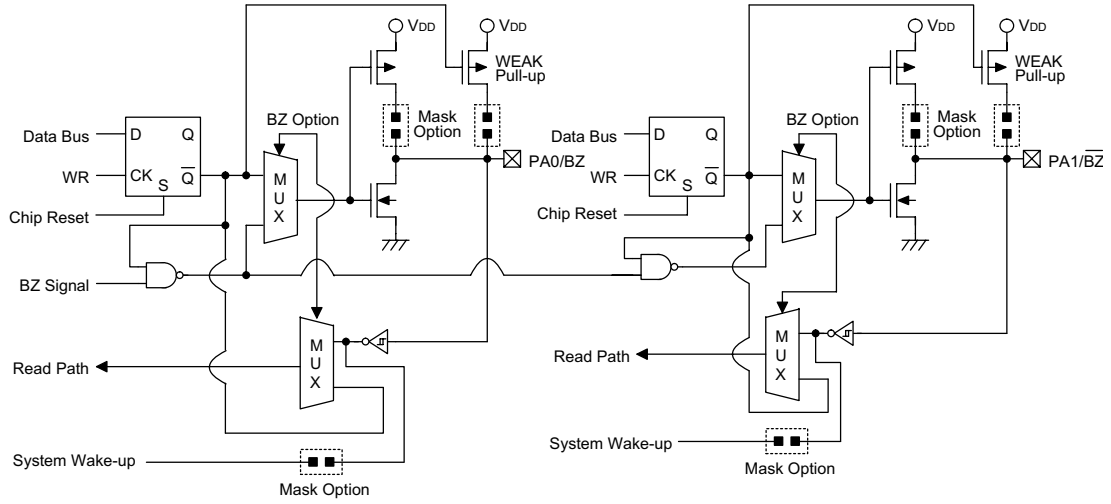 VDD
VDD
WEAK
Pull-up
Mask
Option
BZ Option
Data Bus
D
Q
WR
CK
S
Q̅
M
U
X
PA0/BZ
Chip Reset
BZ Signal
M
U
X
Read Path
System Wake-up
Mask Option
VDD
VDD
WEAK
Pull-up
Mask
Option
BZ Option
Data Bus
D
Q
WR
CK
S
Q̅
M
U
X
PA1/B̅Z̅
Chip Reset
M
U
X
Read Path
System Wake-up
Mask Option